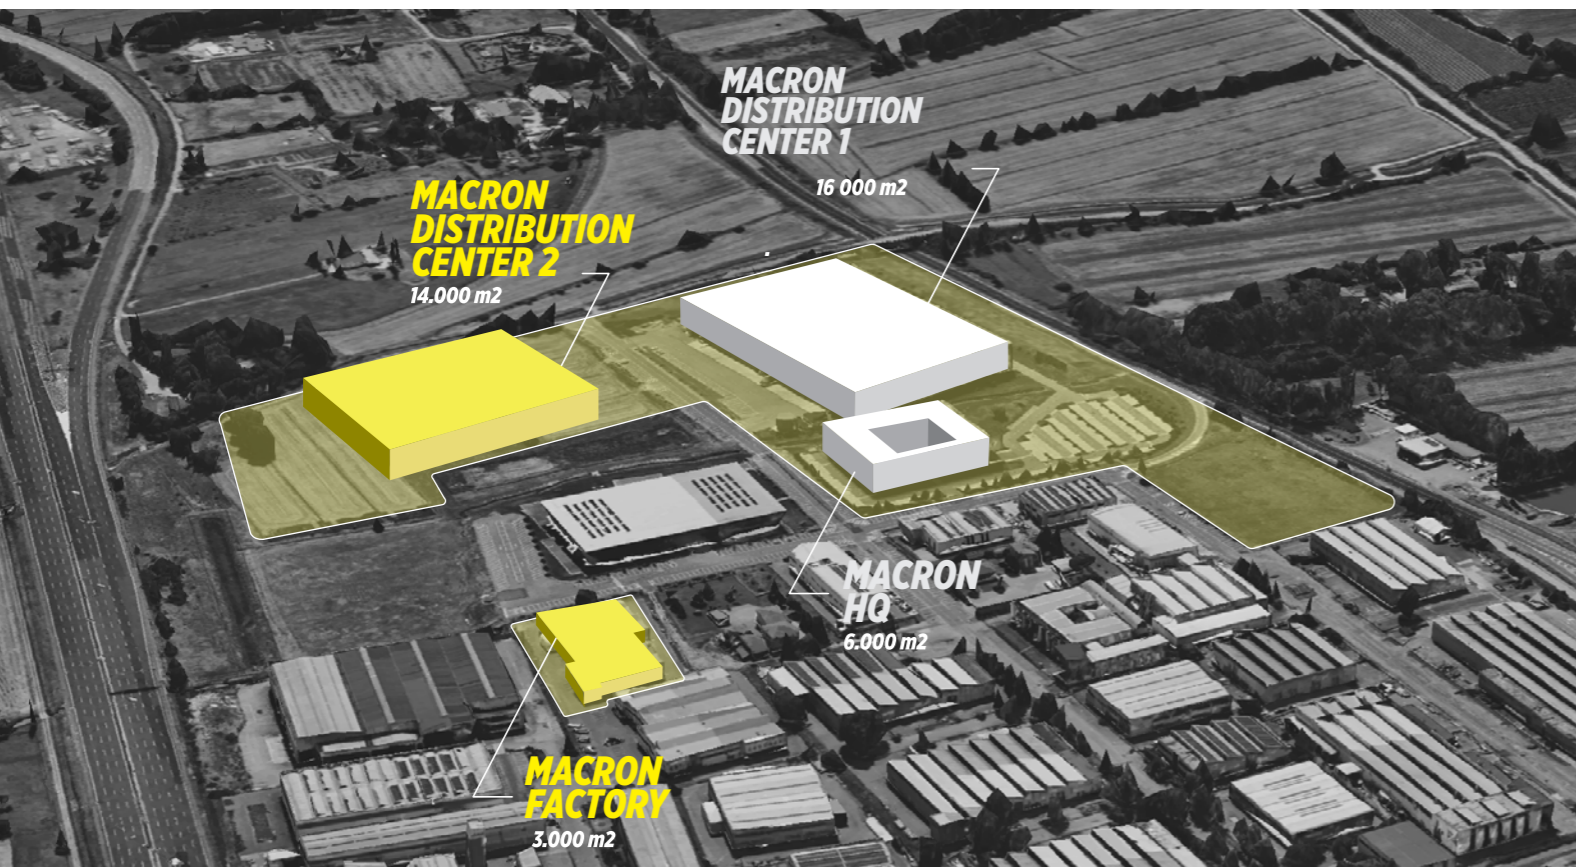 MACRON
DISTRIBUTION
CENTER 1
16 000 m2
MACRON
DISTRIBUTION
CENTER 2
14.000 m2
MACRON
HQ
6.000 m2
MACRON
FACTORY
3.000 m2